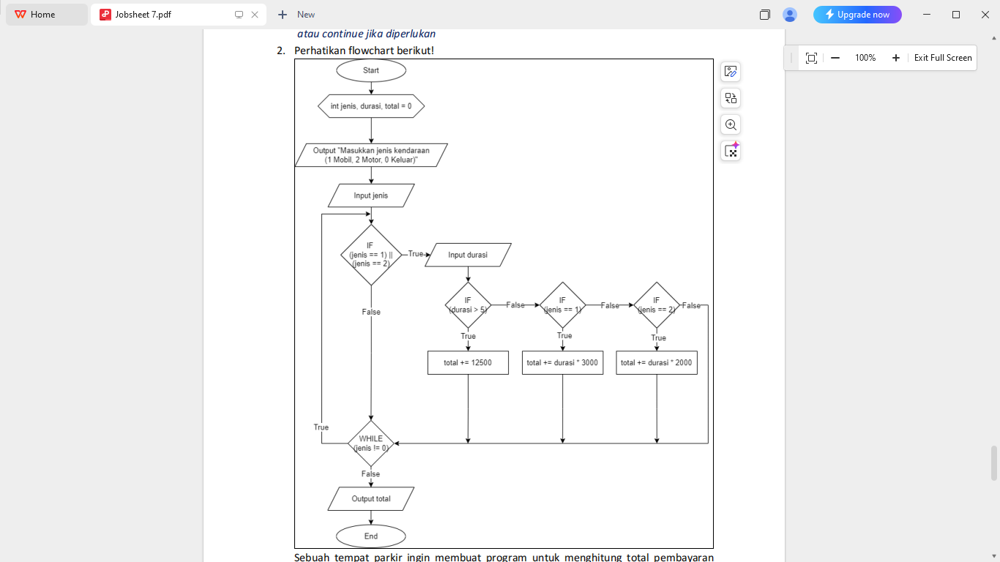 Home
Jobsheet 7.pdf
New
Upgrade now
atau continue jika diperlukan
100%
Exit Full Screen
2. Perhatikan flowchart berikut!
Start
int jenis, durasi, total = 0
Output "Masukkan jenis kendaraan
(1 Mobil, 2 Motor, 0 Keluar)"
Input jenis
IF
(jenis == 1) ||
(jenis == 2)
True
Input durasi
IF
(durasi > 5)
False
IF
(jenis == 1)
False
IF
(jenis == 2)
False
False
True
True
True
total += 12500
total += durasi * 3000
total += durasi * 2000
True
WHILE
(jenis != 0)
False
Output total
End
Sebuah tempat parkir ingin membuat program untuk menghitung total pembayaran